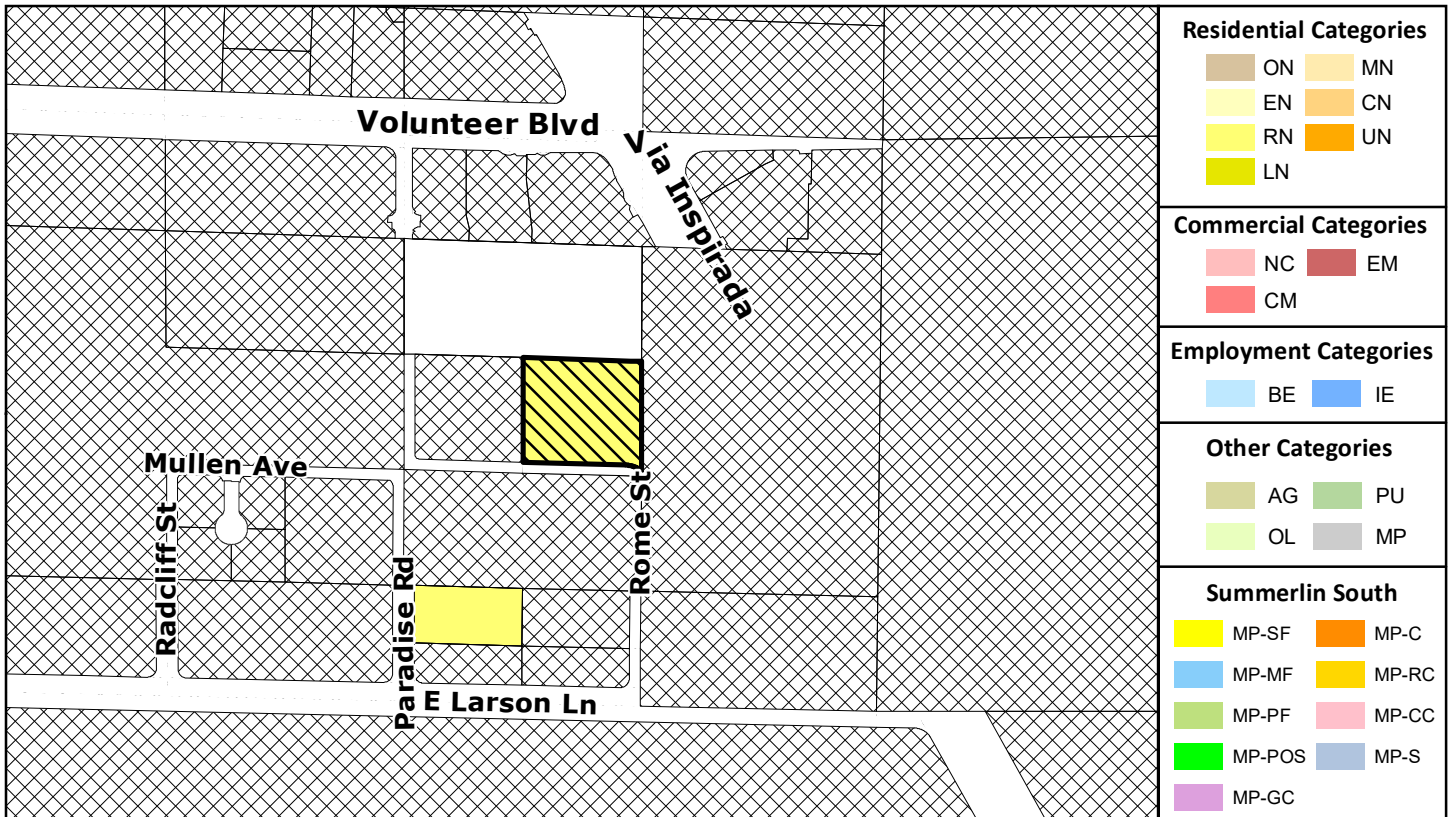 Volunteer Blvd
Via Inspirada
Mullen Ave
Radcliff St
Paradise Rd
Rome St
E Larson Ln
Residential Categories
ON MN
EN CN
RN UN
LN
Commercial Categories
NC EM
CM
Employment Categories
BE IE
Other Categories
AG PU
OL MP
Summerlin South
MP-SF MP-C
MP-MF MP-RC
MP-PF MP-CC
MP-POS MP-S
MP-GC